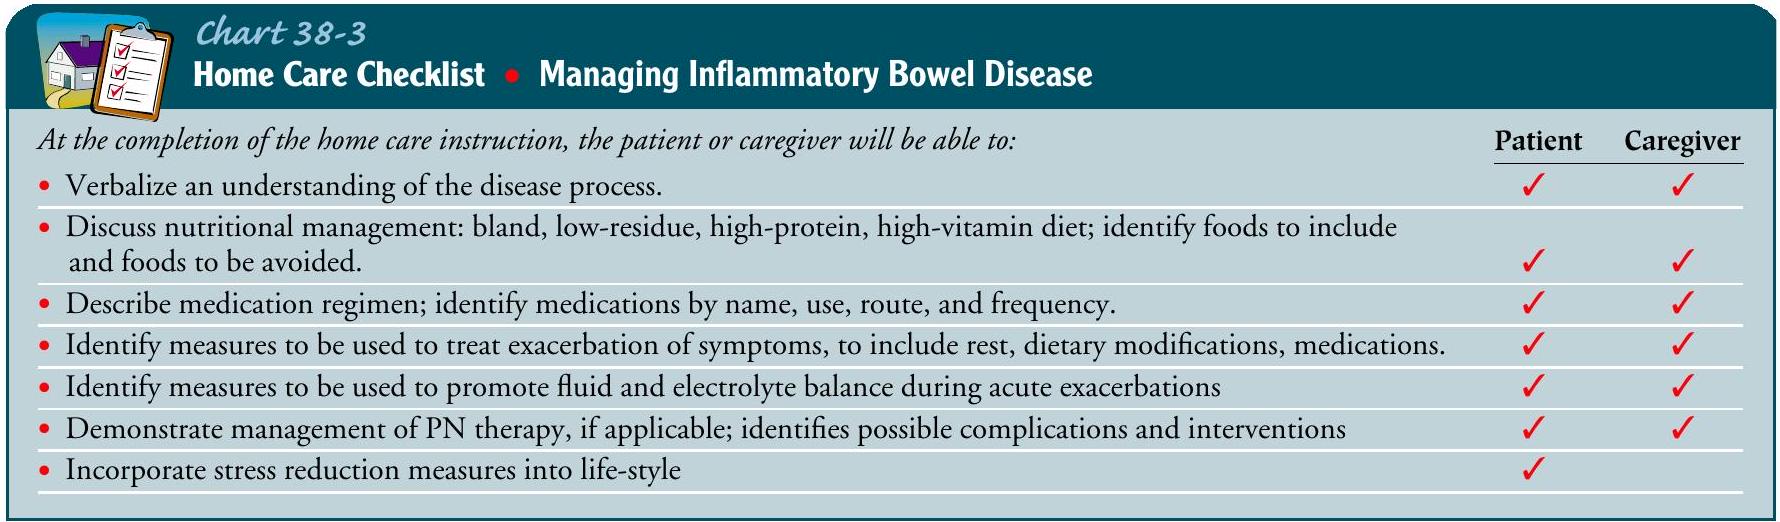 Chart 38-3
Home Care Checklist • Managing Inflammatory Bowel Disease
At the completion of the home care instruction, the patient or caregiver will be able to: Patient Caregiver
• Verbalize an understanding of the disease process. ✓ ✓
• Discuss nutritional management: bland, low-residue, high-protein, high-vitamin diet; identify foods to include
and foods to be avoided. ✓ ✓
• Describe medication regimen; identify medications by name, use, route, and frequency. ✓ ✓
• Identify measures to be used to treat exacerbation of symptoms, to include rest, dietary modifications, medications. ✓ ✓
• Identify measures to be used to promote fluid and electrolyte balance during acute exacerbations ✓ ✓
• Demonstrate management of PN therapy, if applicable; identifies possible complications and interventions ✓ ✓
• Incorporate stress reduction measures into life-style ✓